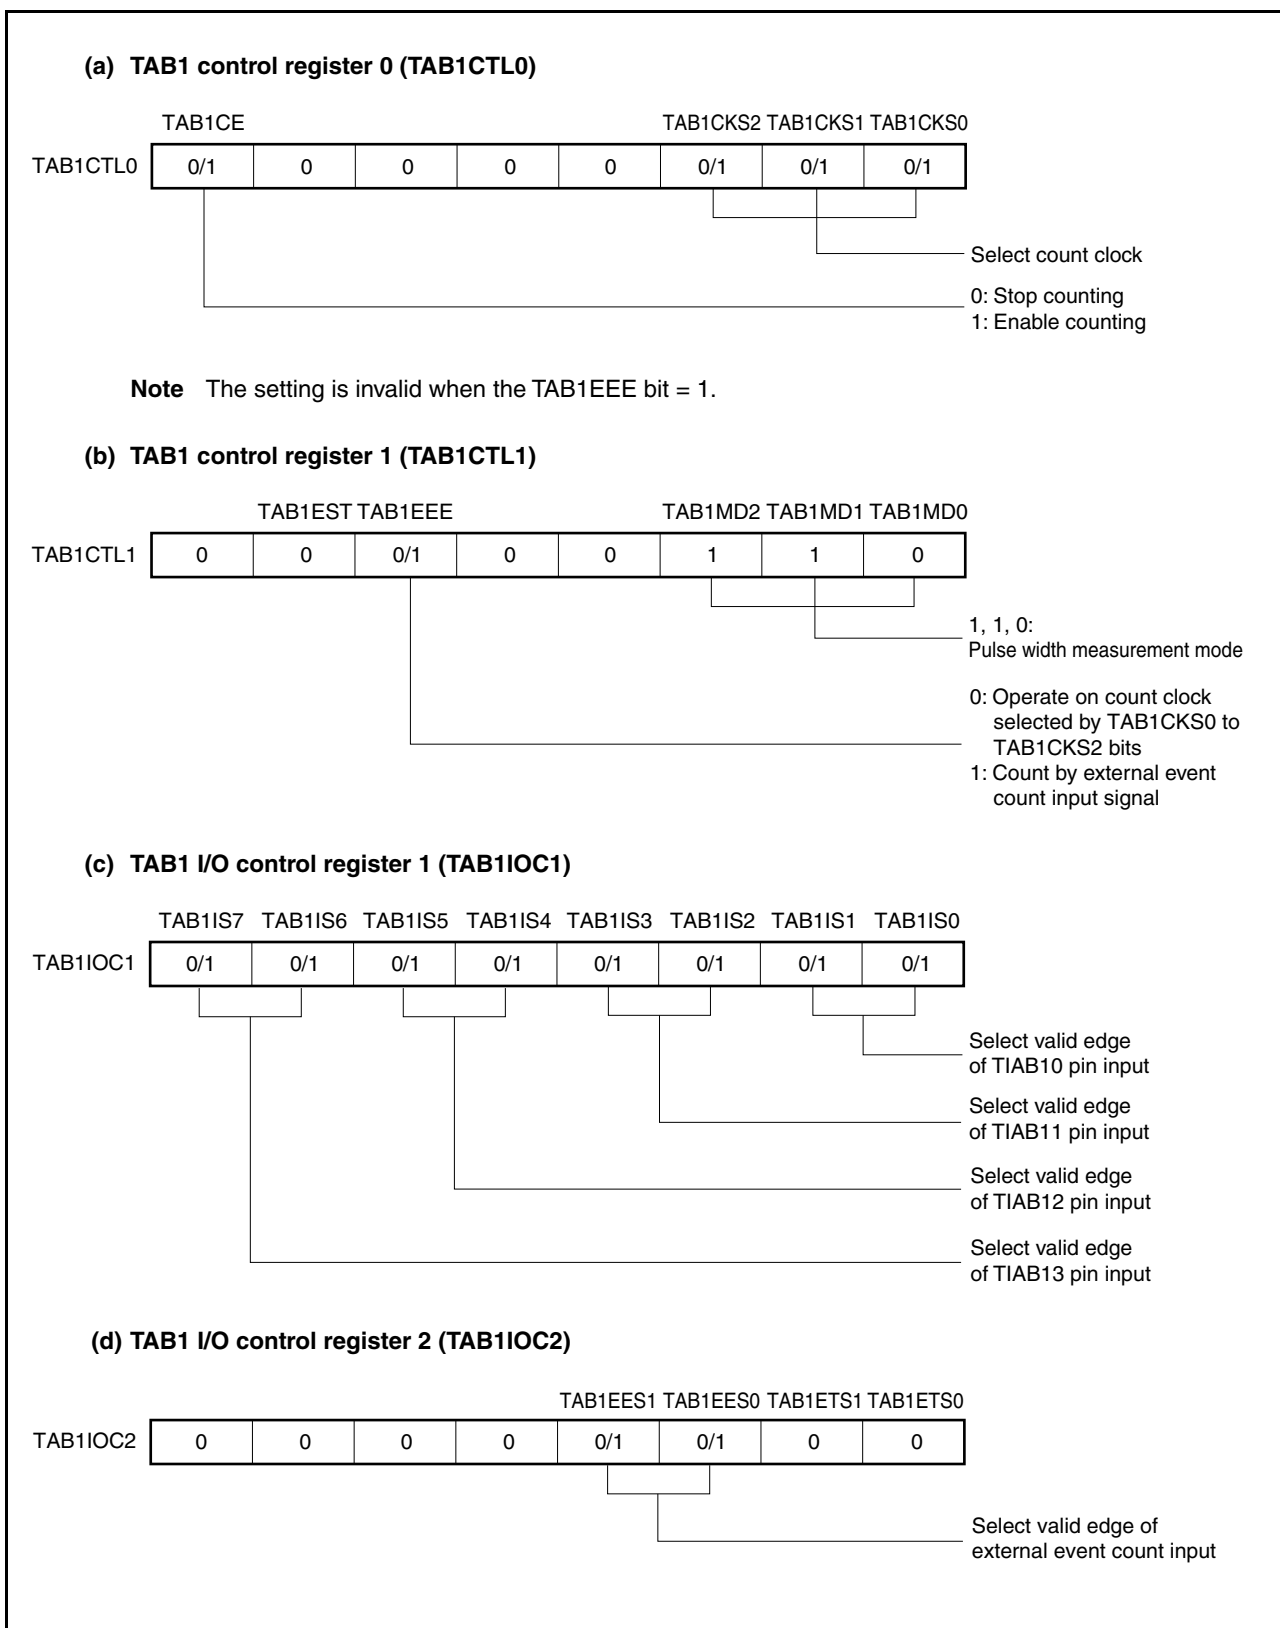 (a) TAB1 control register 0 (TAB1CTL0)
TAB1CE TAB1CKS2 TAB1CKS1 TAB1CKS0
TAB1CTL0 0/1 0 0 0 0 0/1 0/1 0/1
Select count clock
0: Stop counting
1: Enable counting
Note The setting is invalid when the TAB1EEE bit = 1.
(b) TAB1 control register 1 (TAB1CTL1)
TAB1EST TAB1EEE TAB1MD2 TAB1MD1 TAB1MD0
TAB1CTL1 0 0 0/1 0 0 1 1 0
1, 1, 0:
Pulse width measurement mode
0: Operate on count clock
selected by TAB1CKS0 to
TAB1CKS2 bits
1: Count by external event
count input signal
(c) TAB1 I/O control register 1 (TAB1IOC1)
TAB1IS7 TAB1IS6 TAB1IS5 TAB1IS4 TAB1IS3 TAB1IS2 TAB1IS1 TAB1IS0
TAB1IOC1 0/1 0/1 0/1 0/1 0/1 0/1 0/1 0/1
Select valid edge
of TIAB10 pin input
Select valid edge
of TIAB11 pin input
Select valid edge
of TIAB12 pin input
Select valid edge
of TIAB13 pin input
(d) TAB1 I/O control register 2 (TAB1IOC2)
TAB1EES1 TAB1EES0 TAB1ETS1 TAB1ETS0
TAB1IOC2 0 0 0 0 0/1 0/1 0 0
Select valid edge of
external event count input